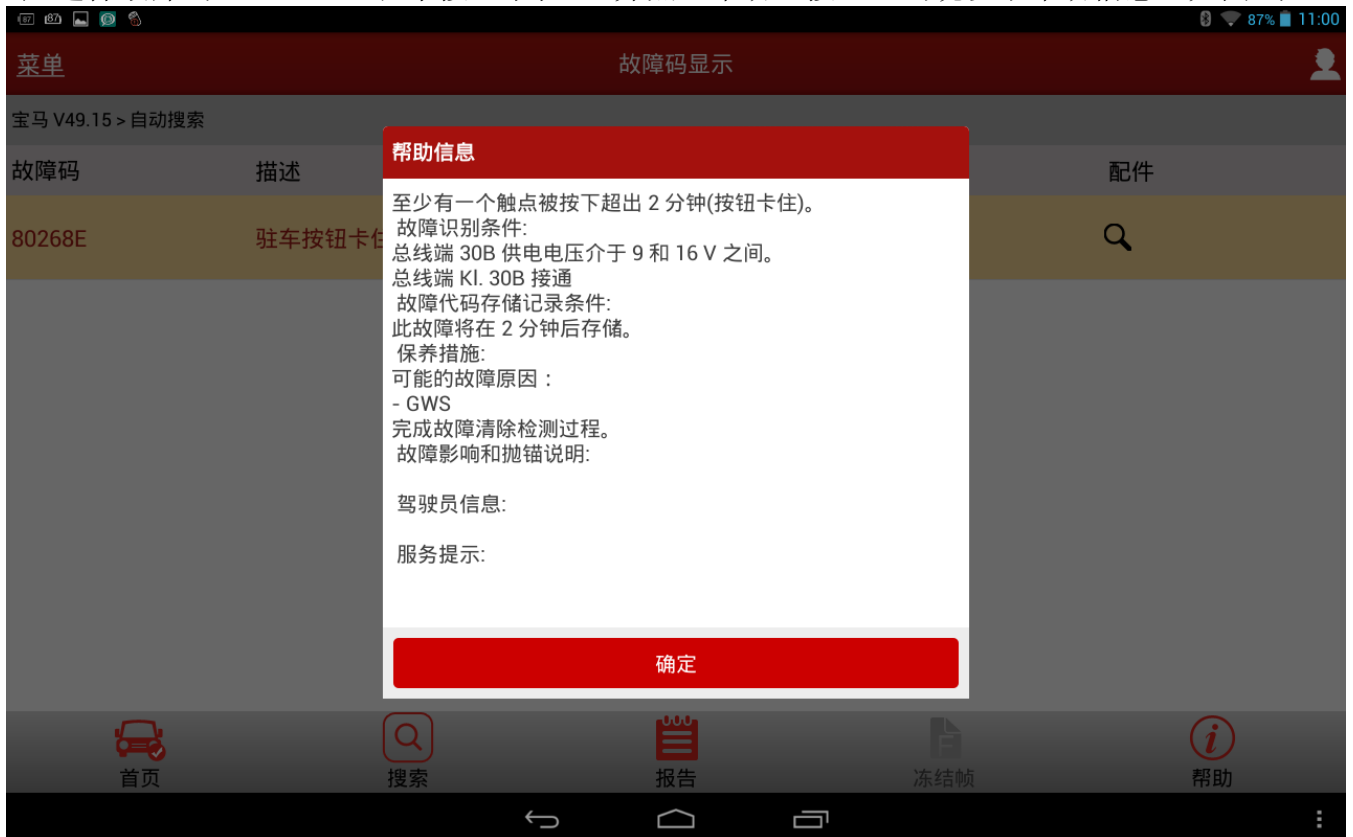 87% 11:00
菜单
故障码显示
宝马 V49.15 > 自动搜索
故障码 描述 配件
80268E 驻车按钮卡住
帮助信息
至少有一个触点被按下超出 2 分钟(按钮卡住)。
故障识别条件:
总线端 30B 供电电压介于 9 和 16 V 之间。
总线端 Kl. 30B 接通
故障代码存储记录条件:
此故障将在 2 分钟后存储。
保养措施:
可能的故障原因：
- GWS
完成故障清除检测过程。
故障影响和抛锚说明:
驾驶员信息:
服务提示:
确定
首页 搜索 报告 冻结帧 帮助